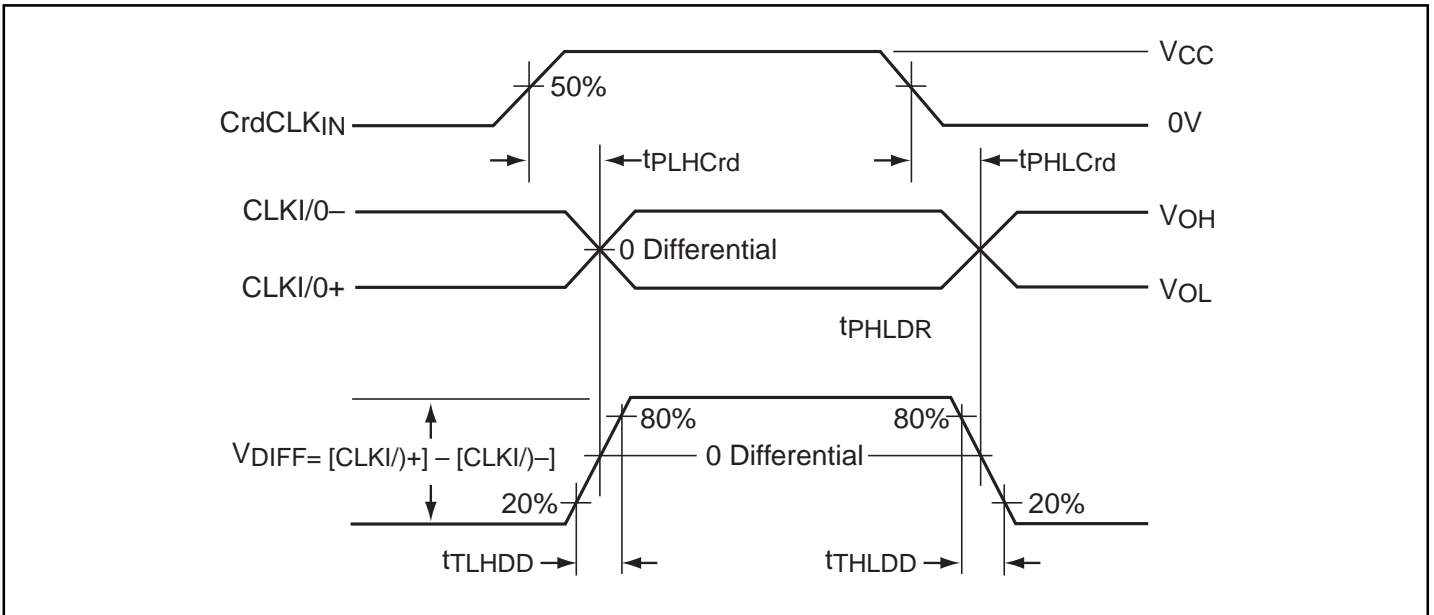 VCC
50%
CrdCLKIN
0V
tPLHCrd
tPHLCrd
CLKI/0–
VOH
0 Differential
CLKI/0+
VOL
tPHLDR
80%
80%
VDIFF= [CLKI/)+] – [CLKI/)–]
0 Differential
20%
20%
tTLHDD
tTHLDD